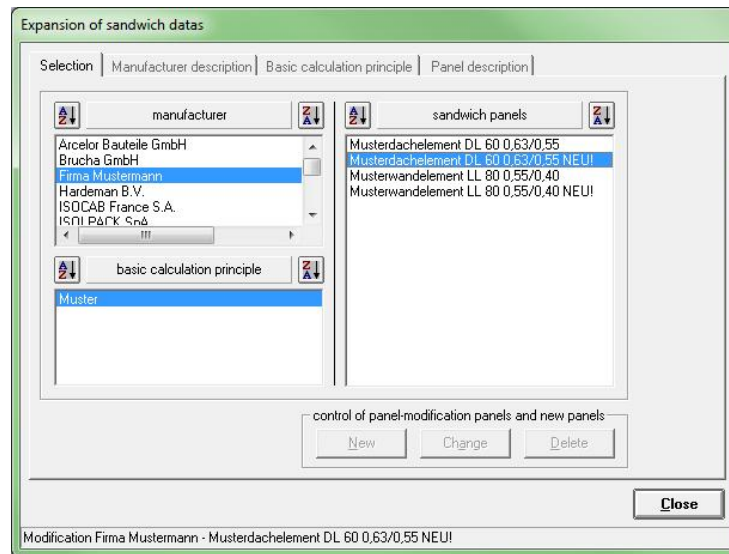 Expansion of sandwich datas
Selection
Manufacturer description
Basic calculation principle
Panel description
manufacturer
Arcelor Bauteile GmbH
Brucha GmbH
Firma Mustermann
Hardeman B.V.
ISOCAB France S.A.
ISOLPACK SpA
basic calculation principle
Muster
sandwich panels
Musterdachelement DL 60 0,63/0,55
Musterdachelement DL 60 0,63/0,55 NEU!
Musterwandelement LL 80 0,55/0,40
Musterwandelement LL 80 0,55/0,40 NEU!
control of panel-modification panels and new panels
New
Change
Delete
Close
Modification Firma Mustermann - Musterdachelement DL 60 0,63/0,55 NEU!